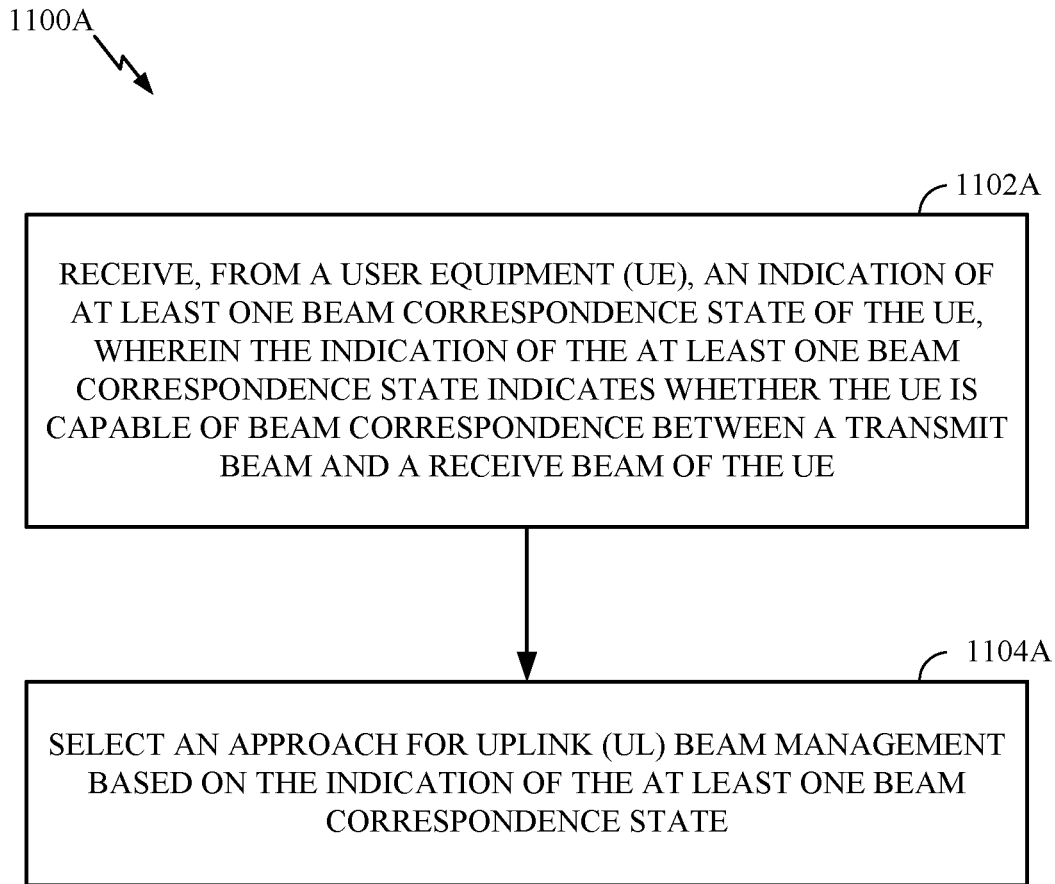 1100A
1102A
RECEIVE, FROM A USER EQUIPMENT (UE), AN INDICATION OF
AT LEAST ONE BEAM CORRESPONDENCE STATE OF THE UE,
WHEREIN THE INDICATION OF THE AT LEAST ONE BEAM
CORRESPONDENCE STATE INDICATES WHETHER THE UE IS
CAPABLE OF BEAM CORRESPONDENCE BETWEEN A TRANSMIT
BEAM AND A RECEIVE BEAM OF THE UE
1104A
SELECT AN APPROACH FOR UPLINK (UL) BEAM MANAGEMENT
BASED ON THE INDICATION OF THE AT LEAST ONE BEAM
CORRESPONDENCE STATE